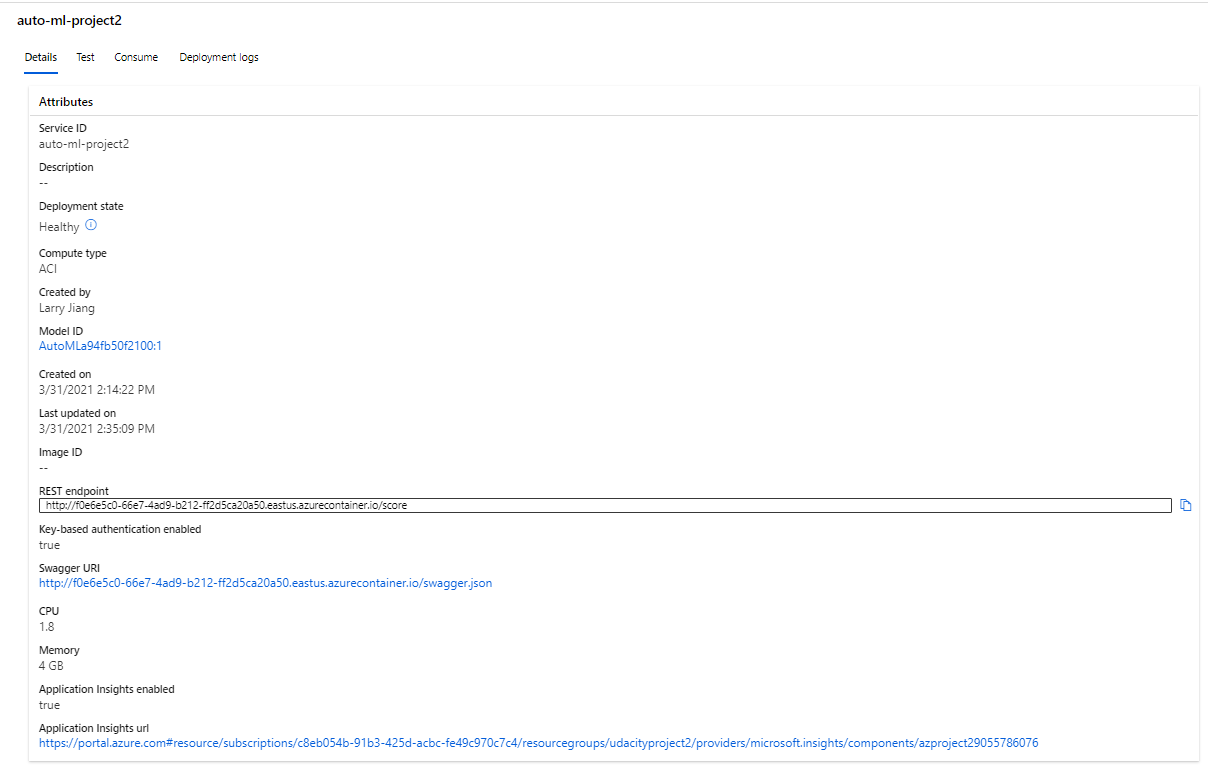 auto-ml-project2
Details Test Consume Deployment logs
Attributes
Service ID
auto-ml-project2
Description
--
Deployment state
Healthy
Compute type
ACI
Created by
Larry Jiang
Model ID
AutoMLa94fb50f2100:1
Created on
3/31/2021 2:14:22 PM
Last updated on
3/31/2021 2:35:09 PM
Image ID
--
REST endpoint
http://f0e6e5c0-66e7-4ad9-b212-ff2d5ca20a50.eastus.azurecontainer.io/score
Key-based authentication enabled
true
Swagger URI
http://f0e6e5c0-66e7-4ad9-b212-ff2d5ca20a50.eastus.azurecontainer.io/swagger.json
CPU
1.8
Memory
4 GB
Application Insights enabled
true
Application Insights url
https://portal.azure.com#resource/subscriptions/c8eb054b-91b3-425d-acbc-fe49c970c7c4/resourcegroups/udacityproject2/providers/microsoft.insights/components/azproject29055786076